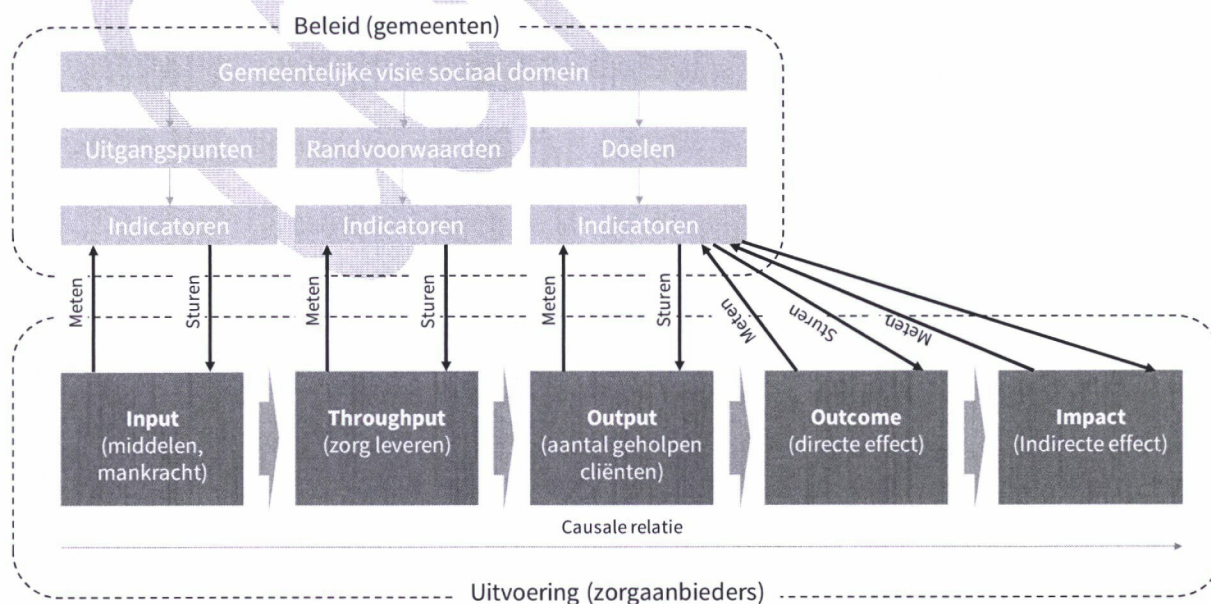 Beleid (gemeenten)
Gemeentelijke visie sociaal domein
Uitgangspunten
Randvoorwaarden
Doelen
Indicatoren
Indicatoren
Indicatoren
Meten
Sturen
Meten
Sturen
Meten
Sturen
Meten
Sturen
Meten
Input
(middelen,
mankracht)
Throughput
(zorg leveren)
Output
(aantal geholpen
cliënten)
Outcome
(directe effect)
Impact
(Indirecte effect)
Causale relatie
Uitvoering (zorgaanbieders)